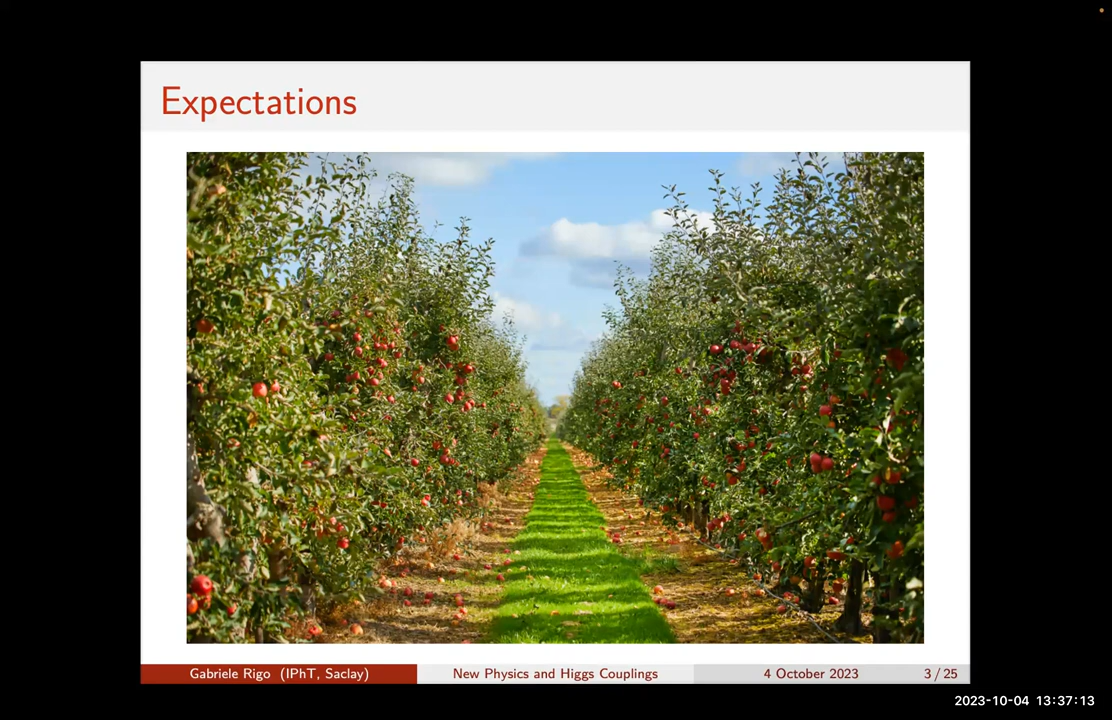 Expectations
Gabriele Rigo (IPhT, Saclay) New Physics and Higgs Couplings 4 October 2023 3 / 25
2023-10-04 13:37:13